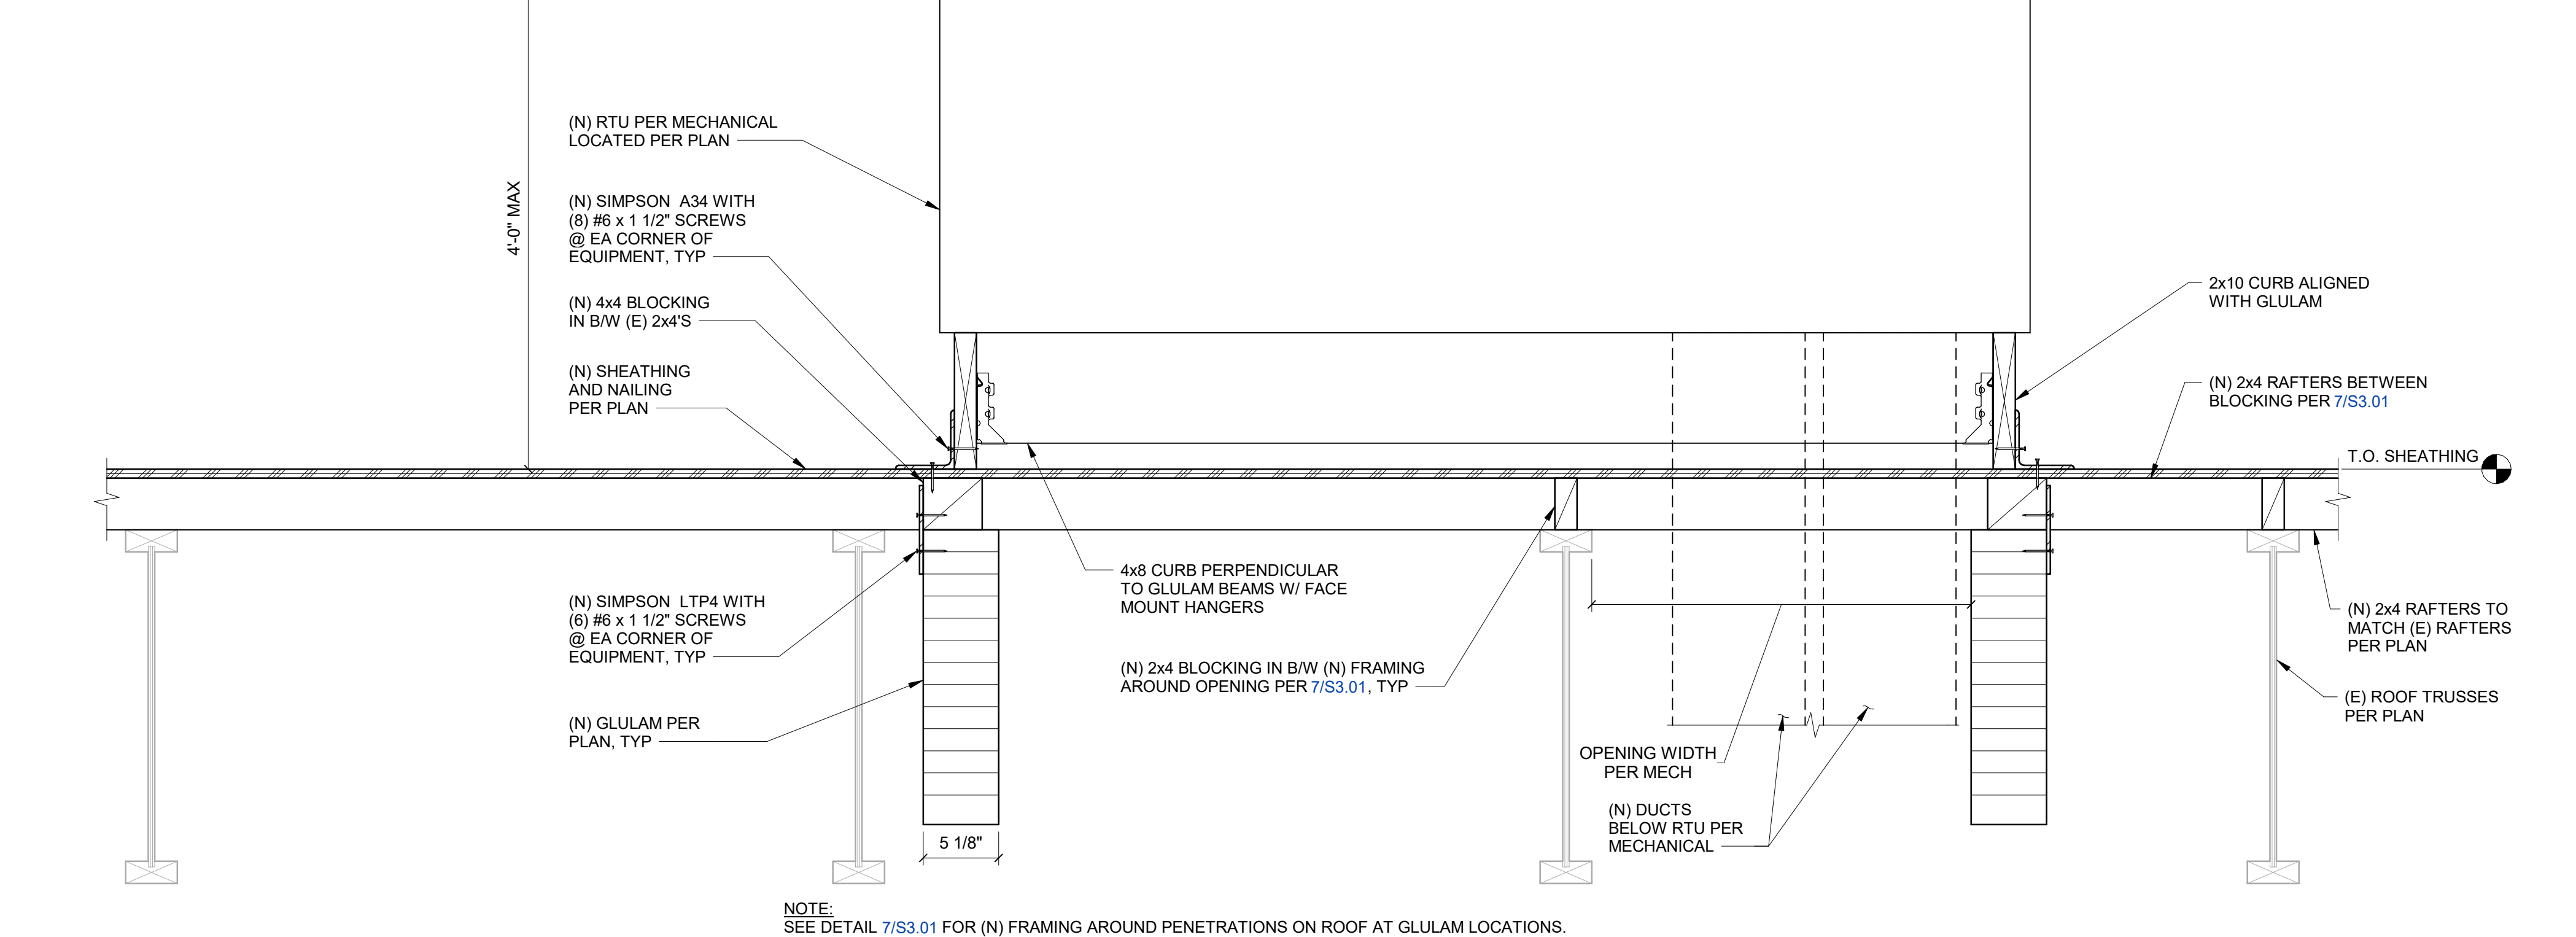 (N) RTU PER MECHANICAL
LOCATED PER PLAN
4'-0" MAX
(N) SIMPSON A34 WITH
(8) #6 x 1 1/2" SCREWS
@ EA CORNER OF
EQUIPMENT, TYP
(N) 4x4 BLOCKING
IN B/W (E) 2x4'S
(N) SHEATHING
AND NAILING
PER PLAN
2x10 CURB ALIGNED
WITH GLULAM
(N) 2x4 RAFTERS BETWEEN
BLOCKING PER 7/S3.01
T.O. SHEATHING
(N) SIMPSON LTP4 WITH
(6) #6 x 1 1/2" SCREWS
@ EA CORNER OF
EQUIPMENT, TYP
(N) GLULAM PER
PLAN, TYP
4x8 CURB PERPENDICULAR
TO GLULAM BEAMS W/ FACE
MOUNT HANGERS
(N) 2x4 BLOCKING IN B/W (N) FRAMING
AROUND OPENING PER 7/S3.01, TYP
(N) 2x4 RAFTERS TO
MATCH (E) RAFTERS
PER PLAN
(E) ROOF TRUSSES
PER PLAN
OPENING WIDTH
PER MECH
(N) DUCTS
BELOW RTU PER
MECHANICAL
5 1/8"
NOTE:
SEE DETAIL 7/S3.01 FOR (N) FRAMING AROUND PENETRATIONS ON ROOF AT GLULAM LOCATIONS.